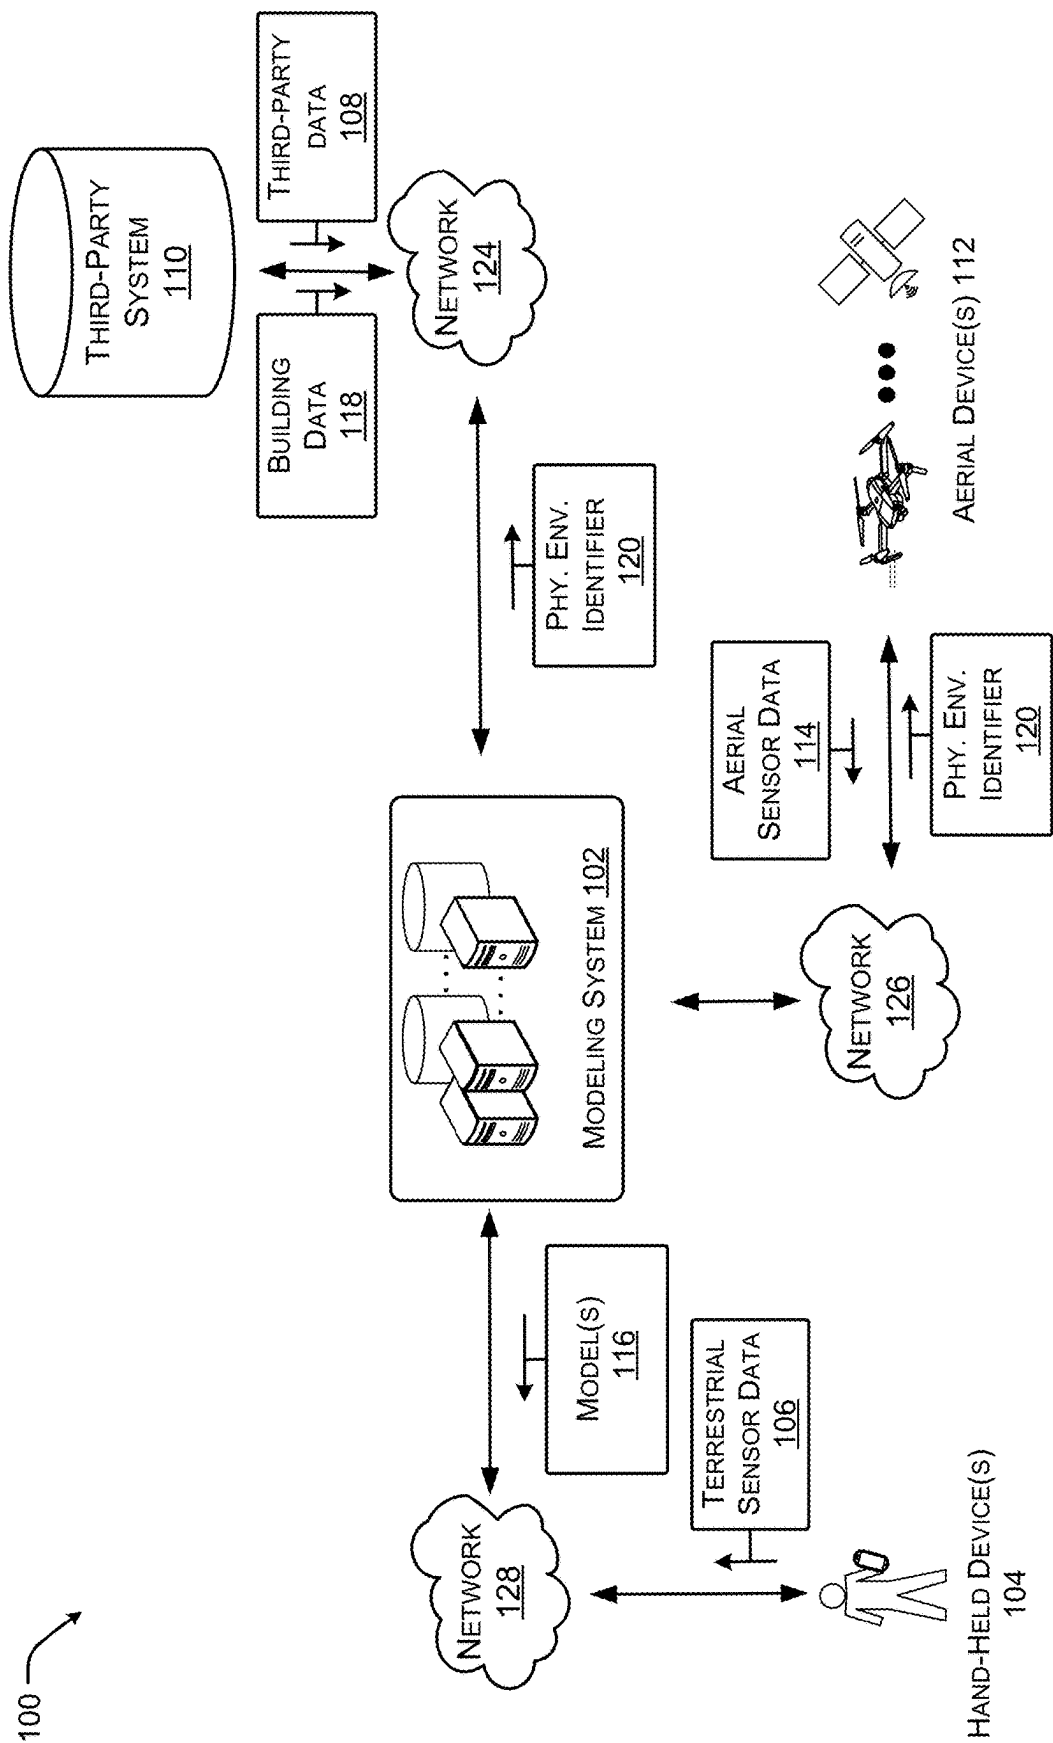 100
THIRD-PARTY
SYSTEM
110
BUILDING
DATA
118
THIRD-PARTY
DATA
108
NETWORK
124
PHY. ENV.
IDENTIFIER
120
MODELING SYSTEM 102
NETWORK
128
MODEL(S)
116
TERRESTRIAL
SENSOR DATA
106
HAND-HELD DEVICE(S)
104
NETWORK
126
AERIAL
SENSOR DATA
114
PHY. ENV.
IDENTIFIER
120
AERIAL DEVICE(S) 112